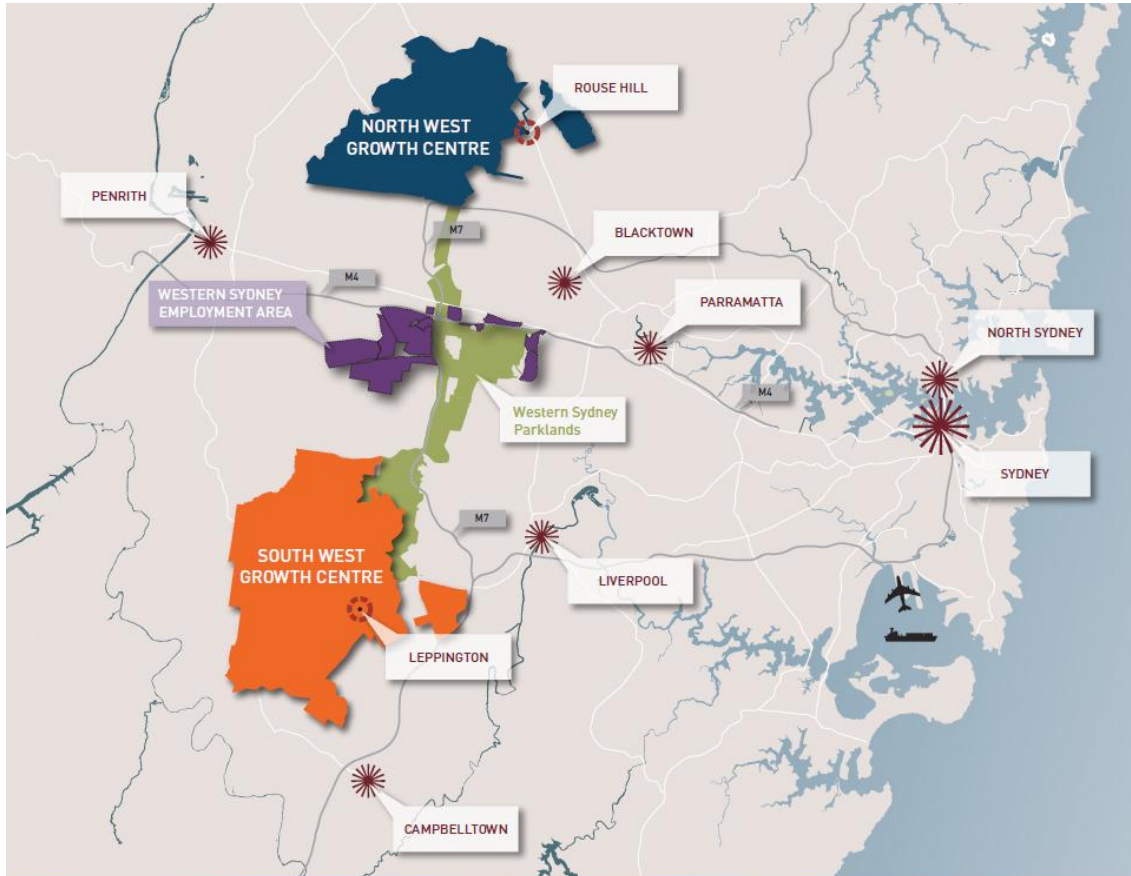 ROUSE HILL
NORTH WEST
GROWTH CENTRE
PENRITH
M7
BLACKTOWN
M4
WESTERN SYDNEY
EMPLOYMENT AREA
PARRAMATTA
NORTH SYDNEY
M4
Western Sydney
Parklands
SYDNEY
M7
SOUTH WEST
GROWTH CENTRE
LIVERPOOL
LEPPINGTON
CAMPBELLTOWN